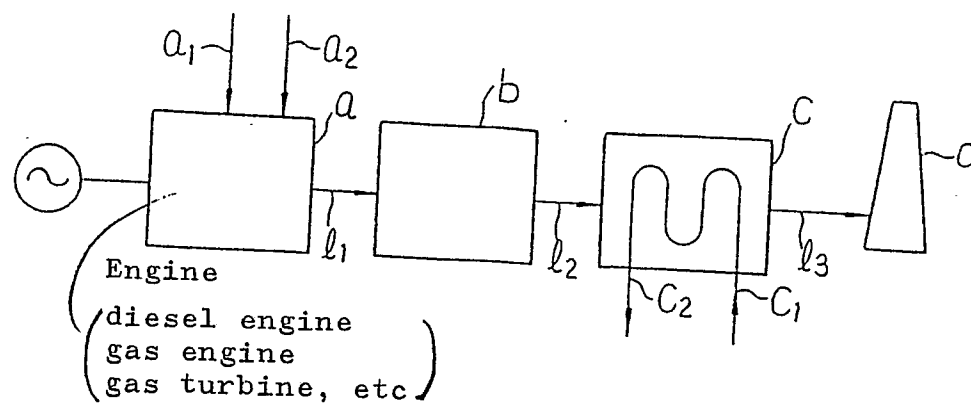 a1 a2
a b c d
l1 l2 l3
c2 c1
Engine
(diesel engine
gas engine
gas turbine, etc)